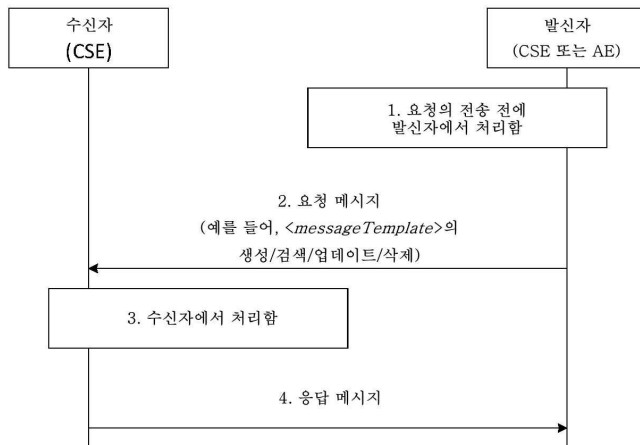 수신자
(CSE)
발신자
(CSE 또는 AE)
1. 요청의 전송 전에
발신자에서 처리함
2. 요청 메시지
(예를 들어, <messageTemplate>의
생성/검색/업데이트/삭제)
3. 수신자에서 처리함
4. 응답 메시지